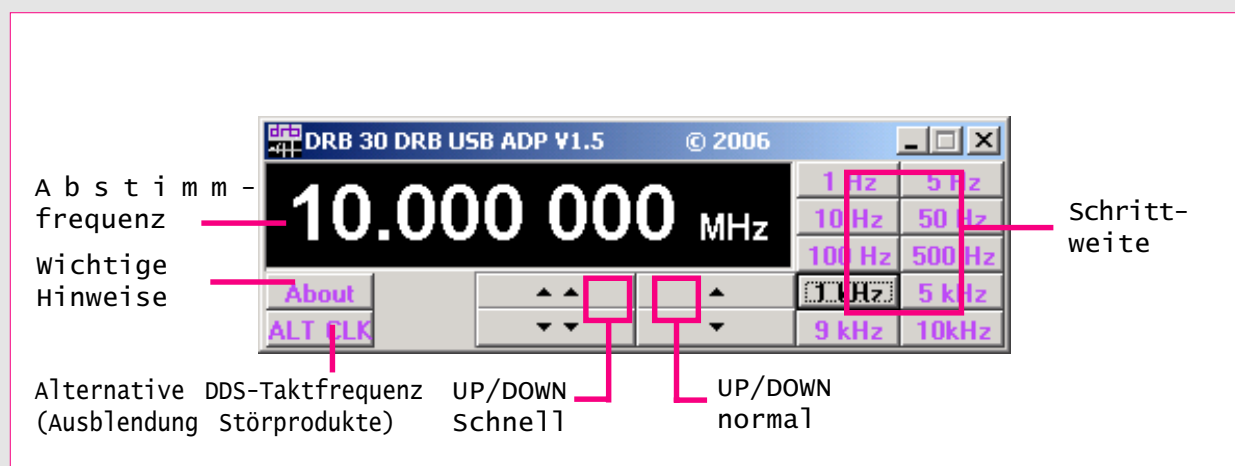 drb
DRB 30 DRB USB ADP V1.5 © 2006
Abstimm-
frequenz
10.000 000 MHz
1 Hz 5 Hz
10 Hz 50 Hz
100 Hz 500 Hz
1 kHz 5 kHz
9 kHz 10kHz
Schritt-
weite
Wichtige
Hinweise
About
ALT CLK
Alternative DDS-Taktfrequenz
(Ausblendung Störprodukte)
UP/DOWN
Schnell
UP/DOWN
normal